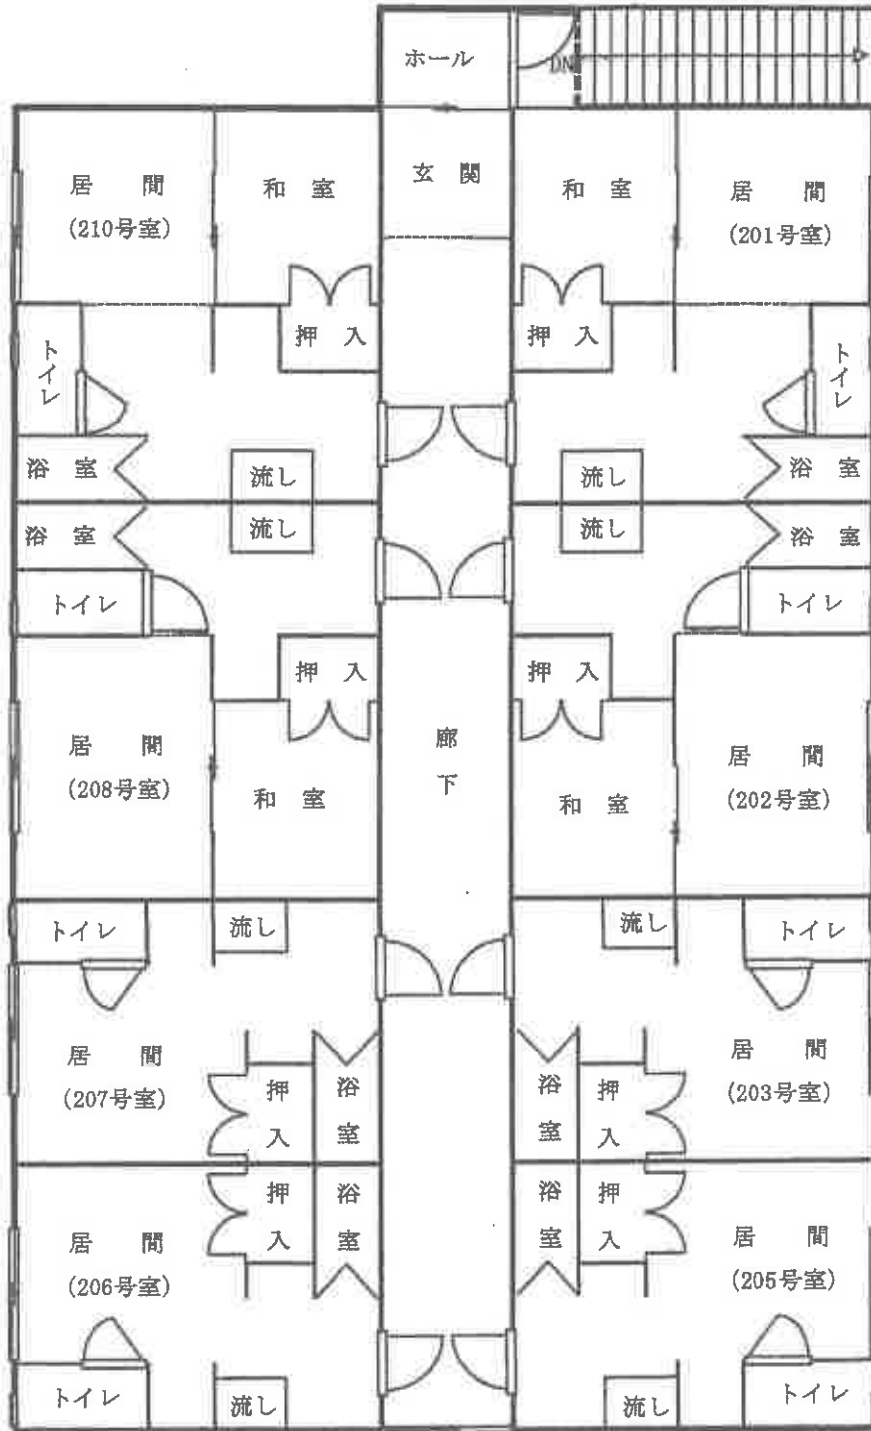 ホール
DN
居 間
(210号室)
和 室
玄 関
和 室
居 間
(201号室)
トイレ
押 入
押 入
トイレ
浴 室
流し
流し
浴 室
浴 室
流し
流し
浴 室
トイレ
トイレ
押 入
押 入
居 間
(208号室)
和 室
廊
下
和 室
居 間
(202号室)
トイレ
流し
流し
トイレ
居 間
(207号室)
押
入
浴
室
浴
室
押
入
居 間
(203号室)
居 間
(206号室)
押
入
浴
室
浴
室
押
入
居 間
(205号室)
トイレ
流し
流し
トイレ